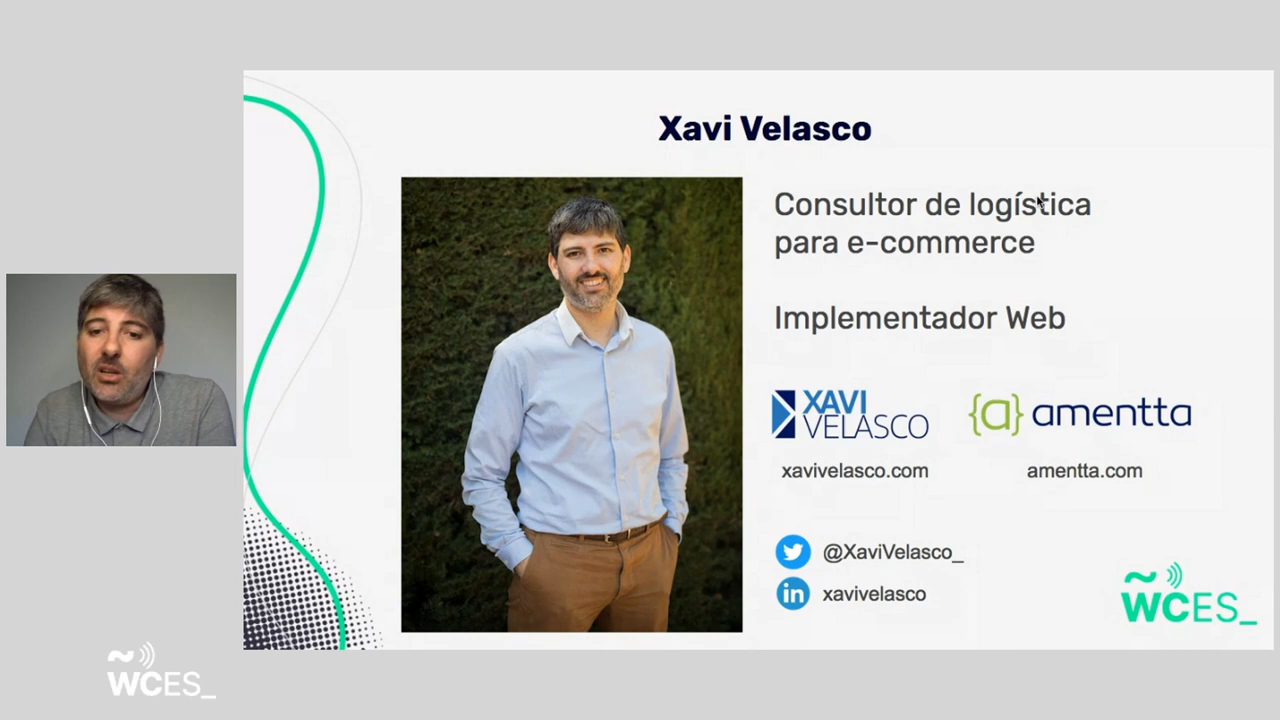 Xavi Velasco
Consultor de logística
para e-commerce
Implementador Web
XAVI
VELASCO
{a} amentta
xavivelasco.com
amentta.com
@XaviVelasco_
in xavivelasco
~
WCES_
~
WCES_